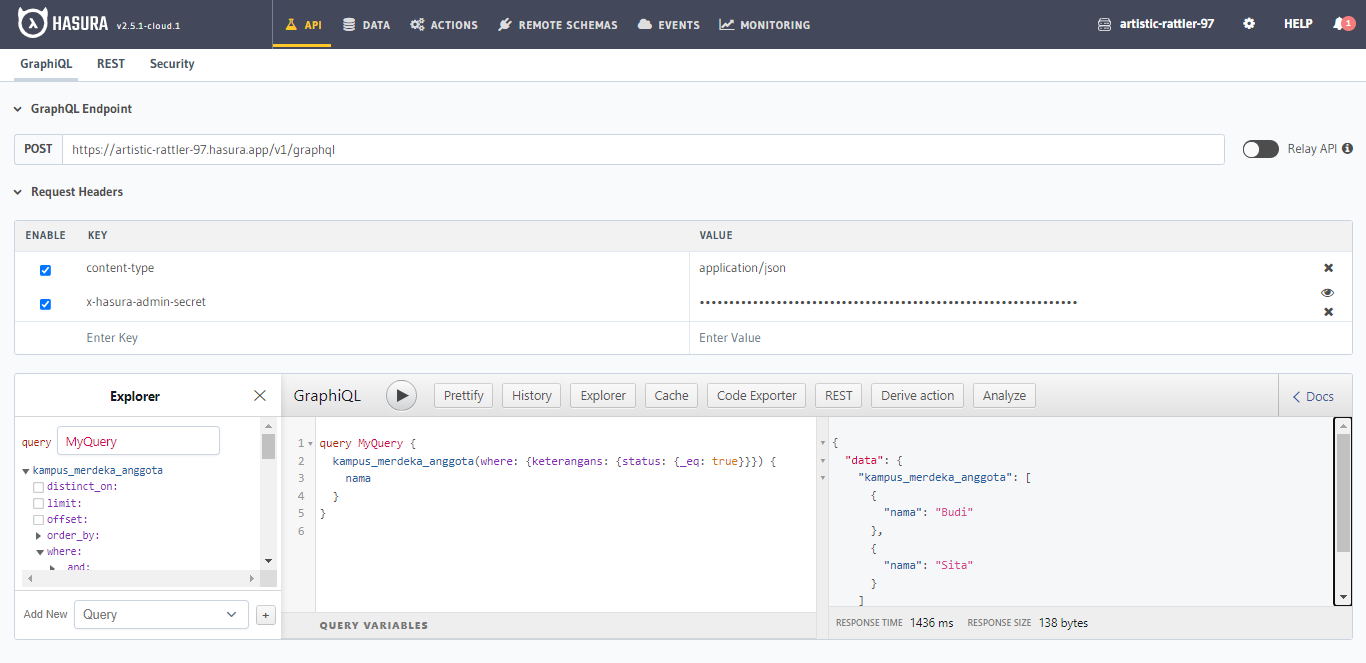 HASURA v2.5.1-cloud.1 API DATA ACTIONS REMOTE SCHEMAS EVENTS MONITORING artistic-rattler-97 HELP 1
GraphiQL REST Security
GraphQL Endpoint
POST https://artistic-rattler-97.hasura.app/v1/graphql Relay API
Request Headers
ENABLE KEY VALUE
content-type application/json
x-hasura-admin-secret ••••••••••••••••••••••••••••••••••••••••••••••••••••••••••••••••
Enter Key Enter Value
Explorer
query MyQuery
kampus_merdeka_anggota
distinct_on:
limit:
offset:
order_by:
where:
_and:
Add New Query +
GraphiQL Prettify History Explorer Cache Code Exporter REST Derive action Analyze Docs
1 query MyQuery {
2 kampus_merdeka_anggota(where: {keterangans: {status: {_eq: true}}}) {
3 nama
4 }
5 }
6
QUERY VARIABLES
{
"data": {
"kampus_merdeka_anggota": [
{
"nama": "Budi"
},
{
"nama": "Sita"
}
]
RESPONSE TIME 1436 ms RESPONSE SIZE 138 bytes